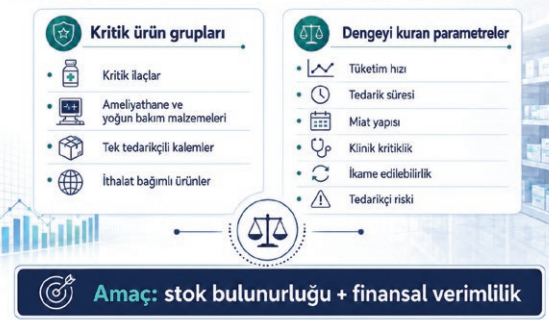 Kritik ürün grupları
Kritik ilaçlar
Ameliyathane ve
yoğun bakım malzemeleri
Tek tedarikçili kalemler
İthalat bağımlı ürünler
Dengeyi kuran parametreler
Tüketim hızı
Tedarik süresi
Miat yapısı
Klinik kritiklik
İkame edilebilirlik
Tedarikçi riski
Amaç: stok bulunurluğu + finansal verimlilik